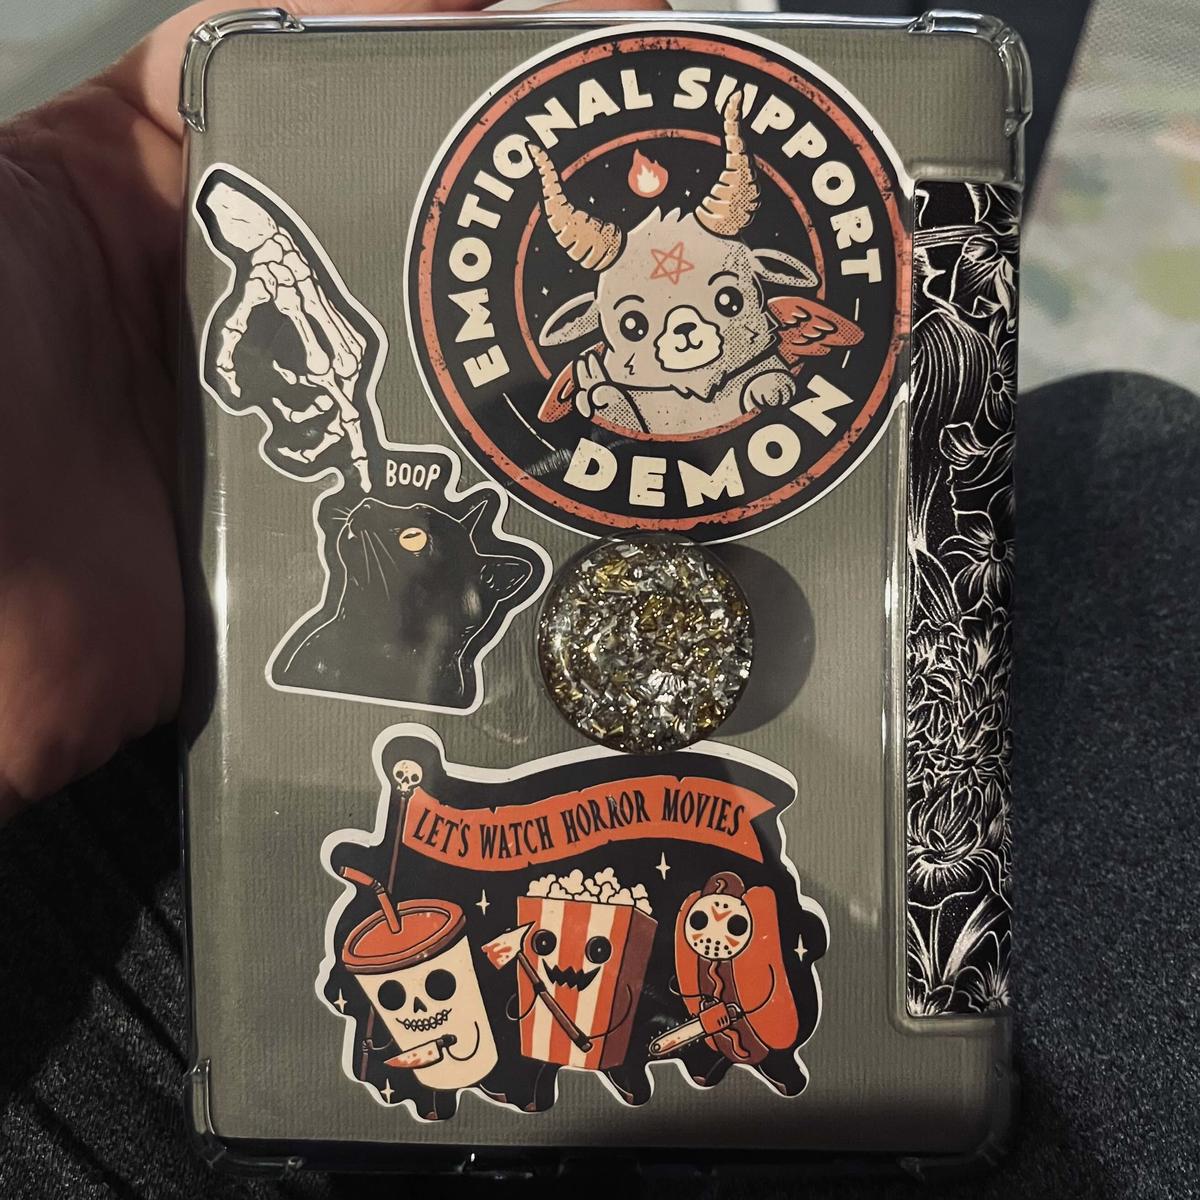 EMOTIONAL SUPPORT
DEMON
BOOP
LET'S WATCH HORROR MOVIES